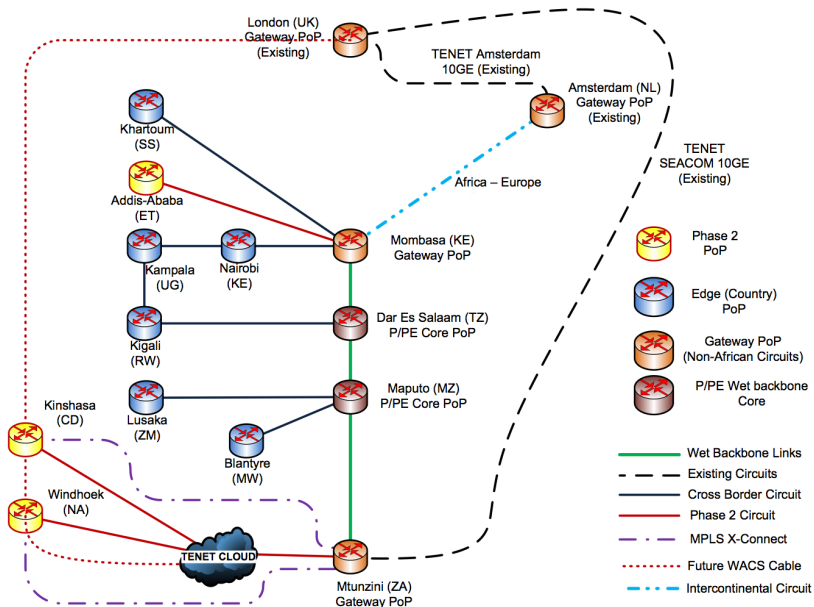 London (UK)
Gateway PoP
(Existing)
TENET Amsterdam
10GE (Existing)
Amsterdam (NL)
Gateway PoP
(Existing)
TENET
SEACOM 10GE
(Existing)
Khartoum
(SS)
Africa – Europe
Addis-Ababa
(ET)
Mombasa (KE)
Gateway PoP
Kampala
(UG)
Nairobi
(KE)
Dar Es Salaam (TZ)
P/PE Core PoP
Kigali
(RW)
Maputo (MZ)
P/PE Core PoP
Lusaka
(ZM)
Blantyre
(MW)
Kinshasa
(CD)
Windhoek
(NA)
TENET CLOUD
Mtunzini (ZA)
Gateway PoP
Phase 2
PoP
Edge (Country)
PoP
Gateway PoP
(Non-African Circuits)
P/PE Wet backbone
Core
Wet Backbone Links
Existing Circuits
Cross Border Circuit
Phase 2 Circuit
MPLS X-Connect
Future WACS Cable
Intercontinental Circuit